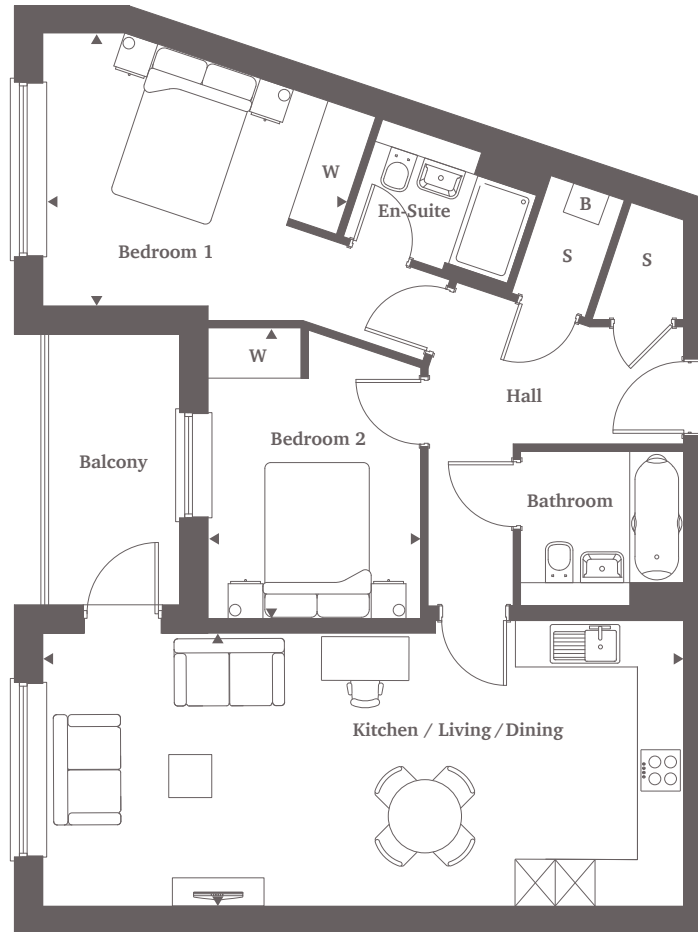 W
En-Suite
B
S
S
Bedroom 1
W
Hall
Bedroom 2
Balcony
Bathroom
Kitchen / Living / Dining